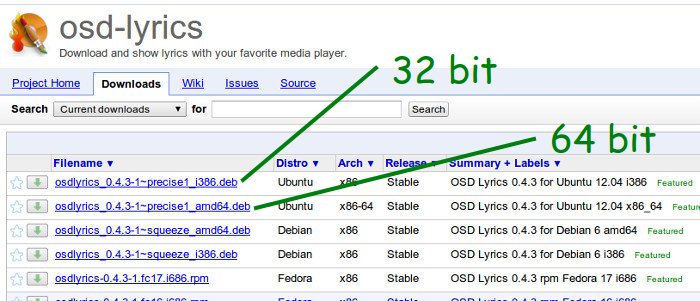 osd-lyrics
Download and show lyrics with your favorite media player.
32 bit
Project Home Downloads Wiki Issues Source
Search Current downloads for Search
64 bit
Filename ▼ Distro ▼ Arch ▼ Release ▼ Summary + Labels ▼
osdlyrics_0.4.3-1~precise1_i386.deb Ubuntu x86 Stable OSD Lyrics 0.4.3 for Ubuntu 12.04 i386 Featured
osdlyrics_0.4.3-1~precise1_amd64.deb Ubuntu x86-64 Stable OSD Lyrics 0.4.3 for Ubuntu 12.04 x86_64 Featured
osdlyrics_0.4.3-1~squeeze_amd64.deb Debian x86 Stable OSD Lyrics 0.4.3 for Debian 6 amd64 Featured
osdlyrics_0.4.3-1~squeeze_i386.deb Debian x86 Stable OSD Lyrics 0.4.3 for Debian 6 i386 Featured
osdlyrics-0.4.3-1.fc17.i686.rpm Fedora x86 Stable OSD Lyrics 0.4.3 rpm Fedora 17 i686 Featured